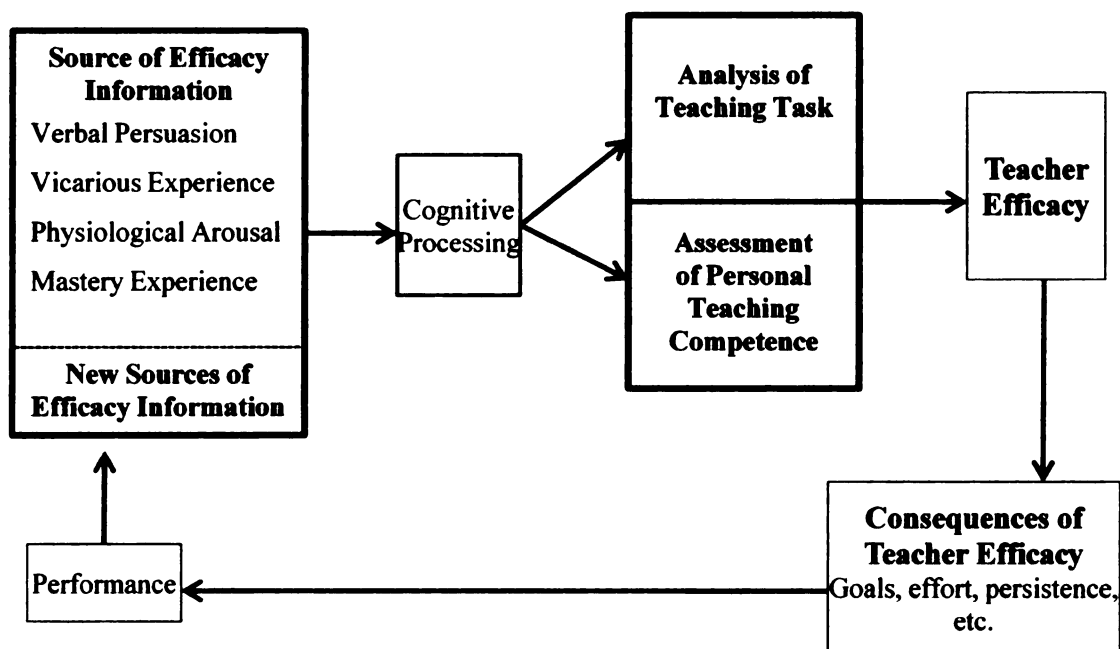 Source of Efficacy
Information
Verbal Persuasion
Vicarious Experience
Physiological Arousal
Mastery Experience
New Sources of
Efficacy Information
Cognitive
Processing
Analysis of
Teaching Task
Assessment
of Personal
Teaching
Competence
Teacher
Efficacy
Consequences of
Teacher Efficacy
Goals, effort, persistence,
etc.
Performance